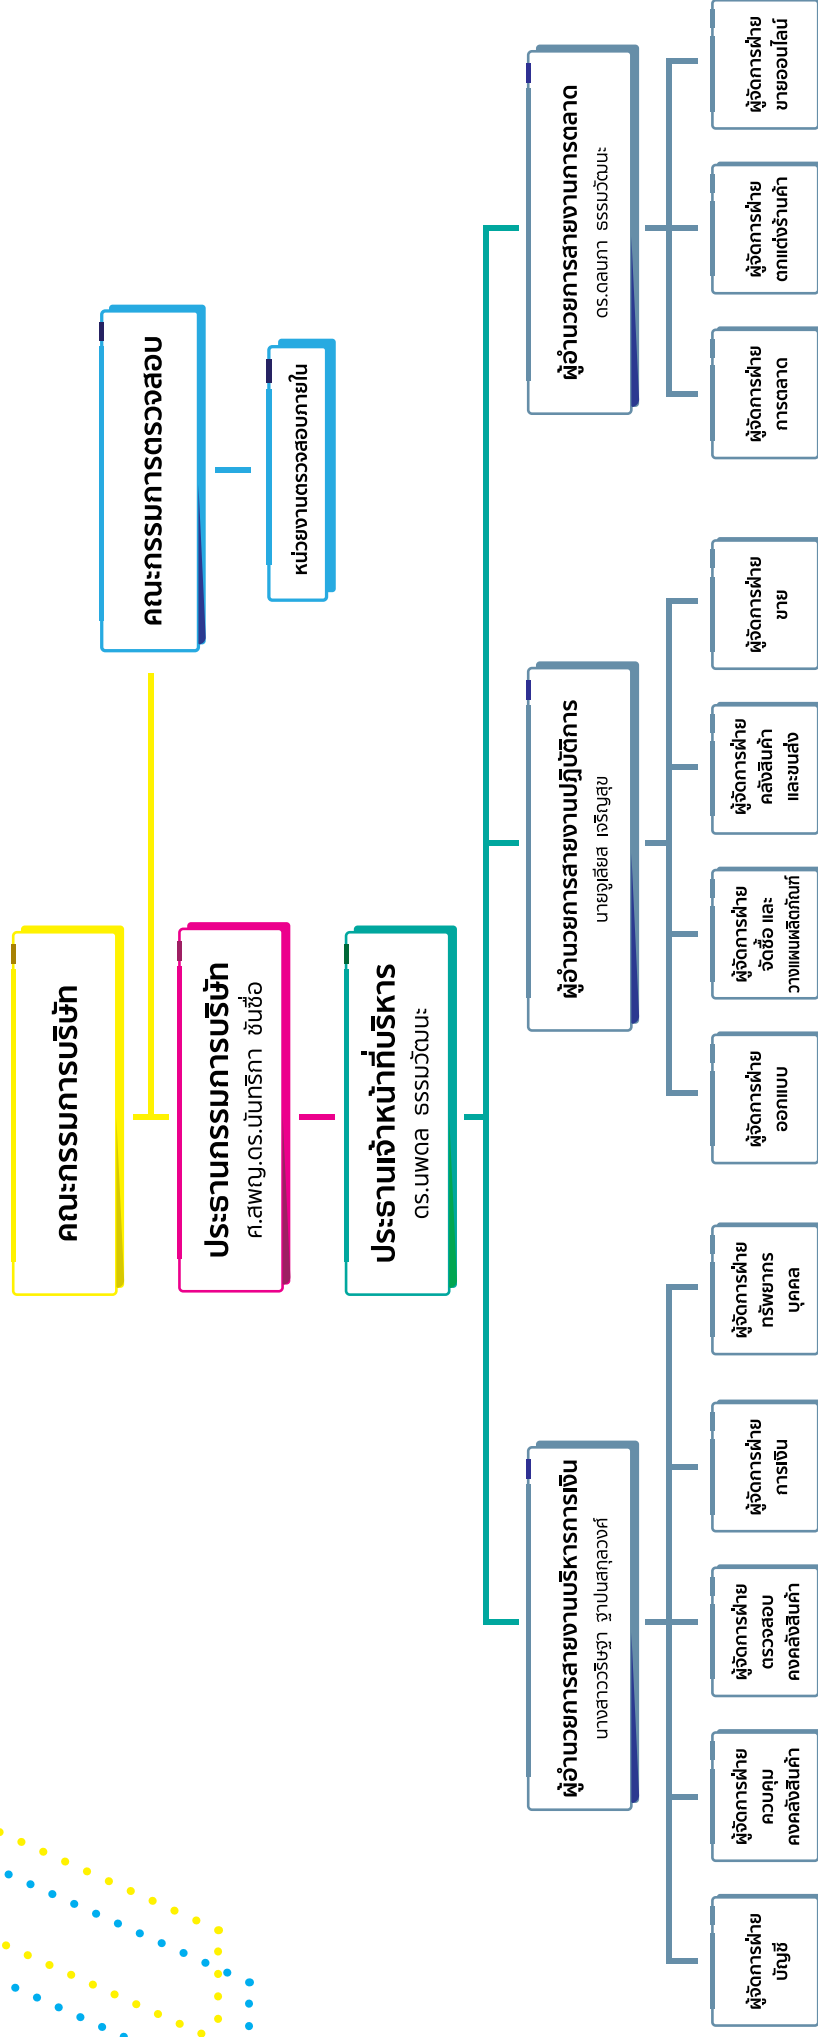 คณะกรรมการบริษัท
คณะกรรมการตรวจสอบ
หน่วยงานตรวจสอบภายใน
ประธานกรรมการบริษัท
ศ.สพญ.ดร.นันทริกา ชันซื่อ
ประธานเจ้าหน้าที่บริหาร
ดร.นพดล ธรรมวัฒนะ
ผู้อำนวยการสายงานบริหารการเงิน
นางสาววริษฐา ฐาปนสกุลวงศ์
ผู้อำนวยการสายงานปฏิบัติการ
นายจูเลียส เจริญสุข
ผู้อำนวยการสายงานการตลาด
ดร.ดลนภา ธรรมวัฒนะ
ผู้จัดการฝ่าย
บัญชี
ผู้จัดการฝ่าย
ควบคุม
คงคลังสินค้า
ผู้จัดการฝ่าย
ตรวจสอบ
คงคลังสินค้า
ผู้จัดการฝ่าย
การเงิน
ผู้จัดการฝ่าย
ทรัพยากร
บุคคล
ผู้จัดการฝ่าย
ออกแบบ
ผู้จัดการฝ่าย
จัดซื้อ และ
วางแผนผลิตภัณฑ์
ผู้จัดการฝ่าย
คลังสินค้า
และขนส่ง
ผู้จัดการฝ่าย
ขาย
ผู้จัดการฝ่าย
การตลาด
ผู้จัดการฝ่าย
ตกแต่งร้านค้า
ผู้จัดการฝ่าย
ขายออนไลน์